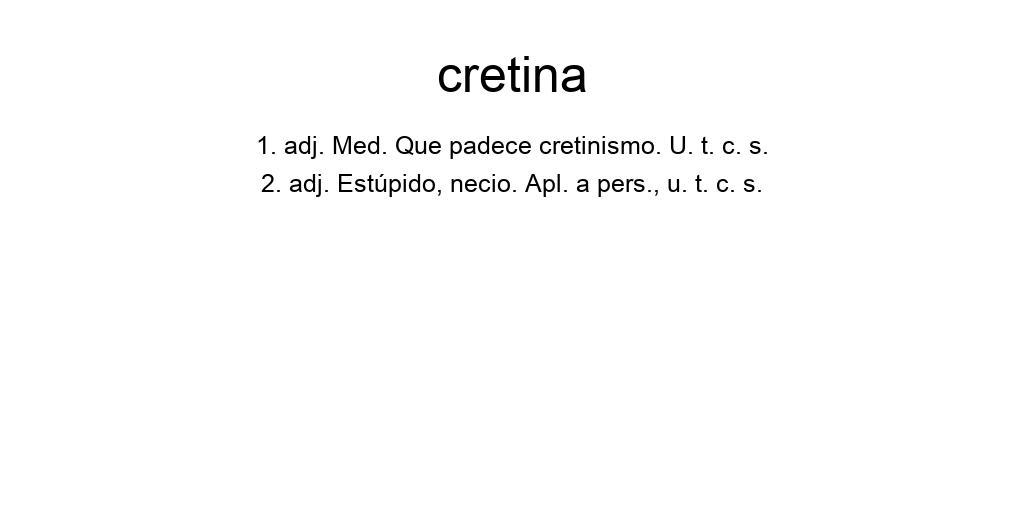 cretina
1. adj. Med. Que padece cretinismo. U. t. c. s.
2. adj. Estúpido, necio. Apl. a pers., u. t. c. s.